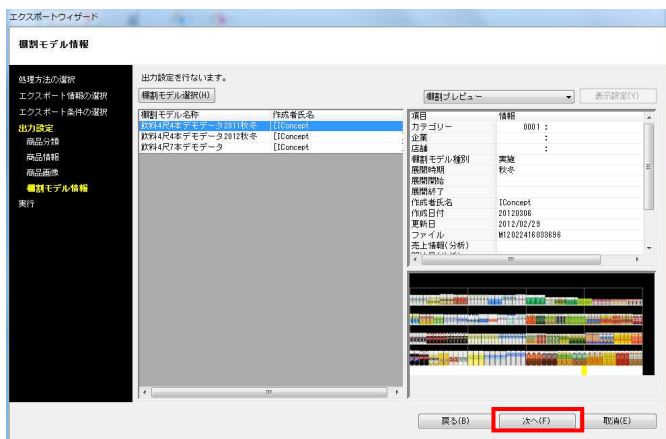 エクスポートウィザード
棚割モデル情報
処理方法の選択
エクスポート情報の選択
エクスポート条件の選択
出力設定
商品分類
商品情報
商品画像
棚割モデル情報
実行
出力設定を行ないます。
棚割モデル選択(H)
棚割モデル名称 作成者氏名
飲料4尺4本デモデータ2011秋冬 [IConcept
飲料4尺4本デモデータ2012秋冬 [IConcept
飲料4尺7本デモデータ [IConcept
棚割プレビュー 表示設定(V)
項目 情報
カテゴリー 0001 :
企業 :
店舗 :
棚割モデル種別 実施
展開時期 秋冬
展開開始
展開終了
作成者氏名 IConcept
作成日付 20120306
更新日 2012/02/29
ファイル M12022416033696
売上情報(分析)
戻る(B) 次へ(F) 取消(E)